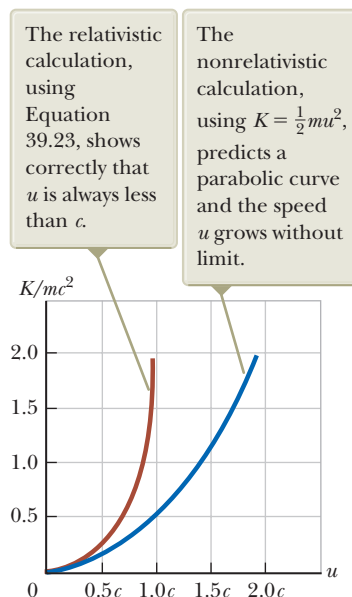 The relativistic
calculation,
using
Equation
39.23, shows
correctly that
u is always less
than c.
The
nonrelativistic
calculation,
using K = ½mu²,
predicts a
parabolic curve
and the speed
u grows without
limit.
K/mc²
2.0
1.5
1.0
0.5
0
0.5c
1.0c
1.5c
2.0c
u